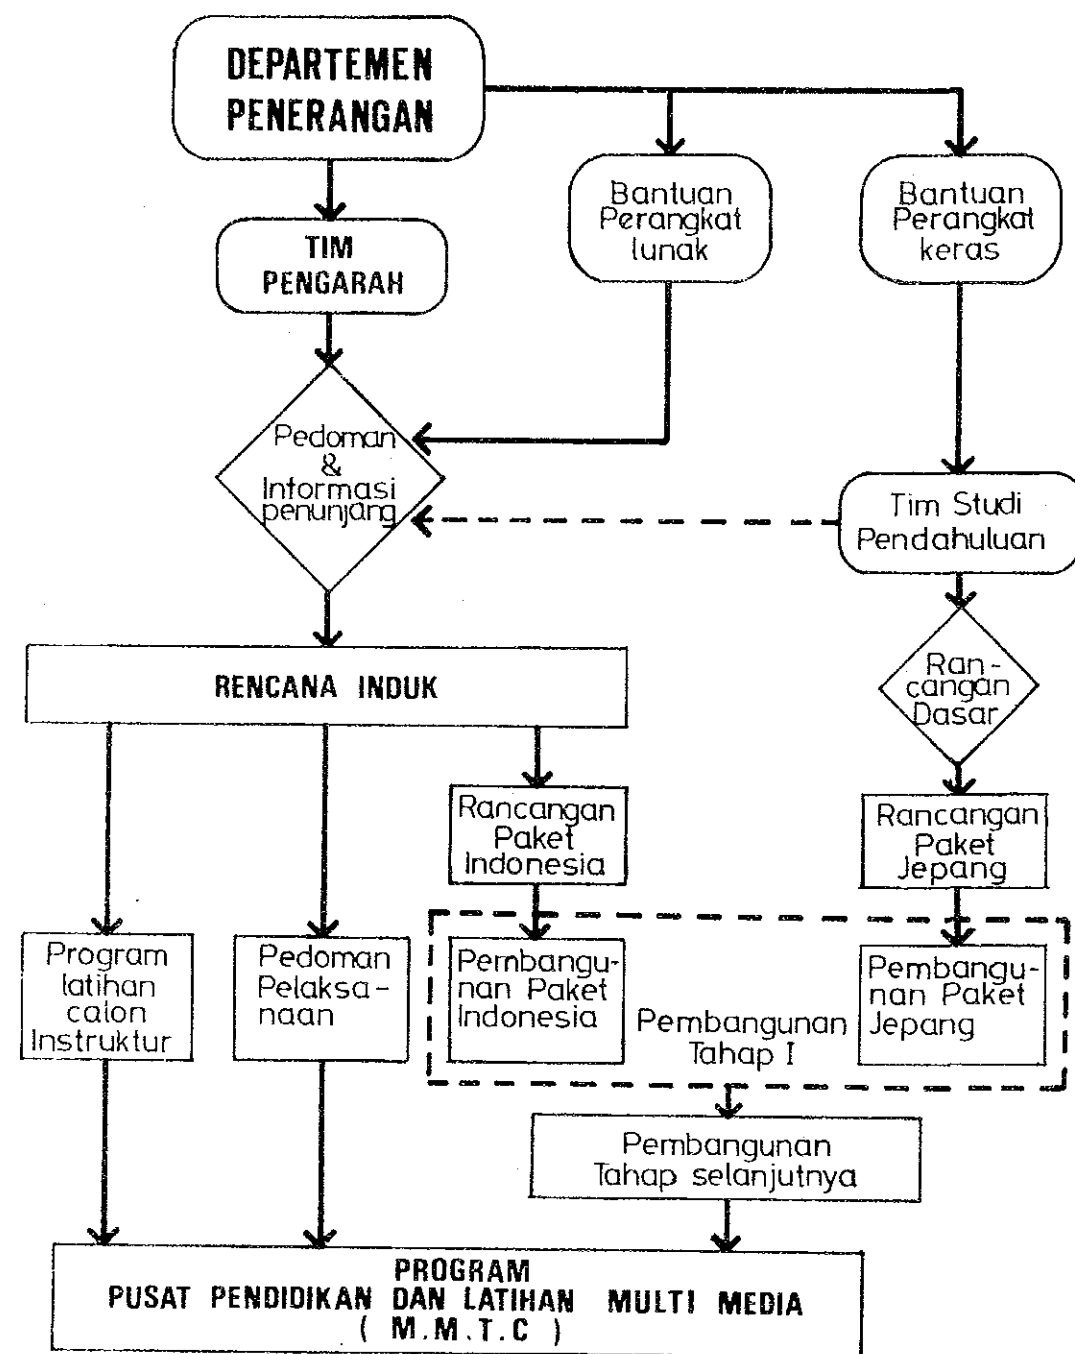 DEPARTEMEN
PENERANGAN
Bantuan
Perangkat
lunak
Bantuan
Perangkat
keras
TIM
PENGARAH
Pedoman
&
Informasi
penunjang
Tim Studi
Pendahuluan
RENCANA INDUK
Ran-
cangan
Dasar
Rancangan
Paket
Indonesia
Rancangan
Paket
Jepang
Program
latihan
calon
Instruktur
Pedoman
Pelaksa-
naan
Pembangu-
nan Paket
Indonesia
Pembangunan
Tahap I
Pembangu-
nan Paket
Jepang
Pembangunan
Tahap selanjutnya
PROGRAM
PUSAT PENDIDIKAN DAN LATIHAN MULTI MEDIA
( M.M.T.C )